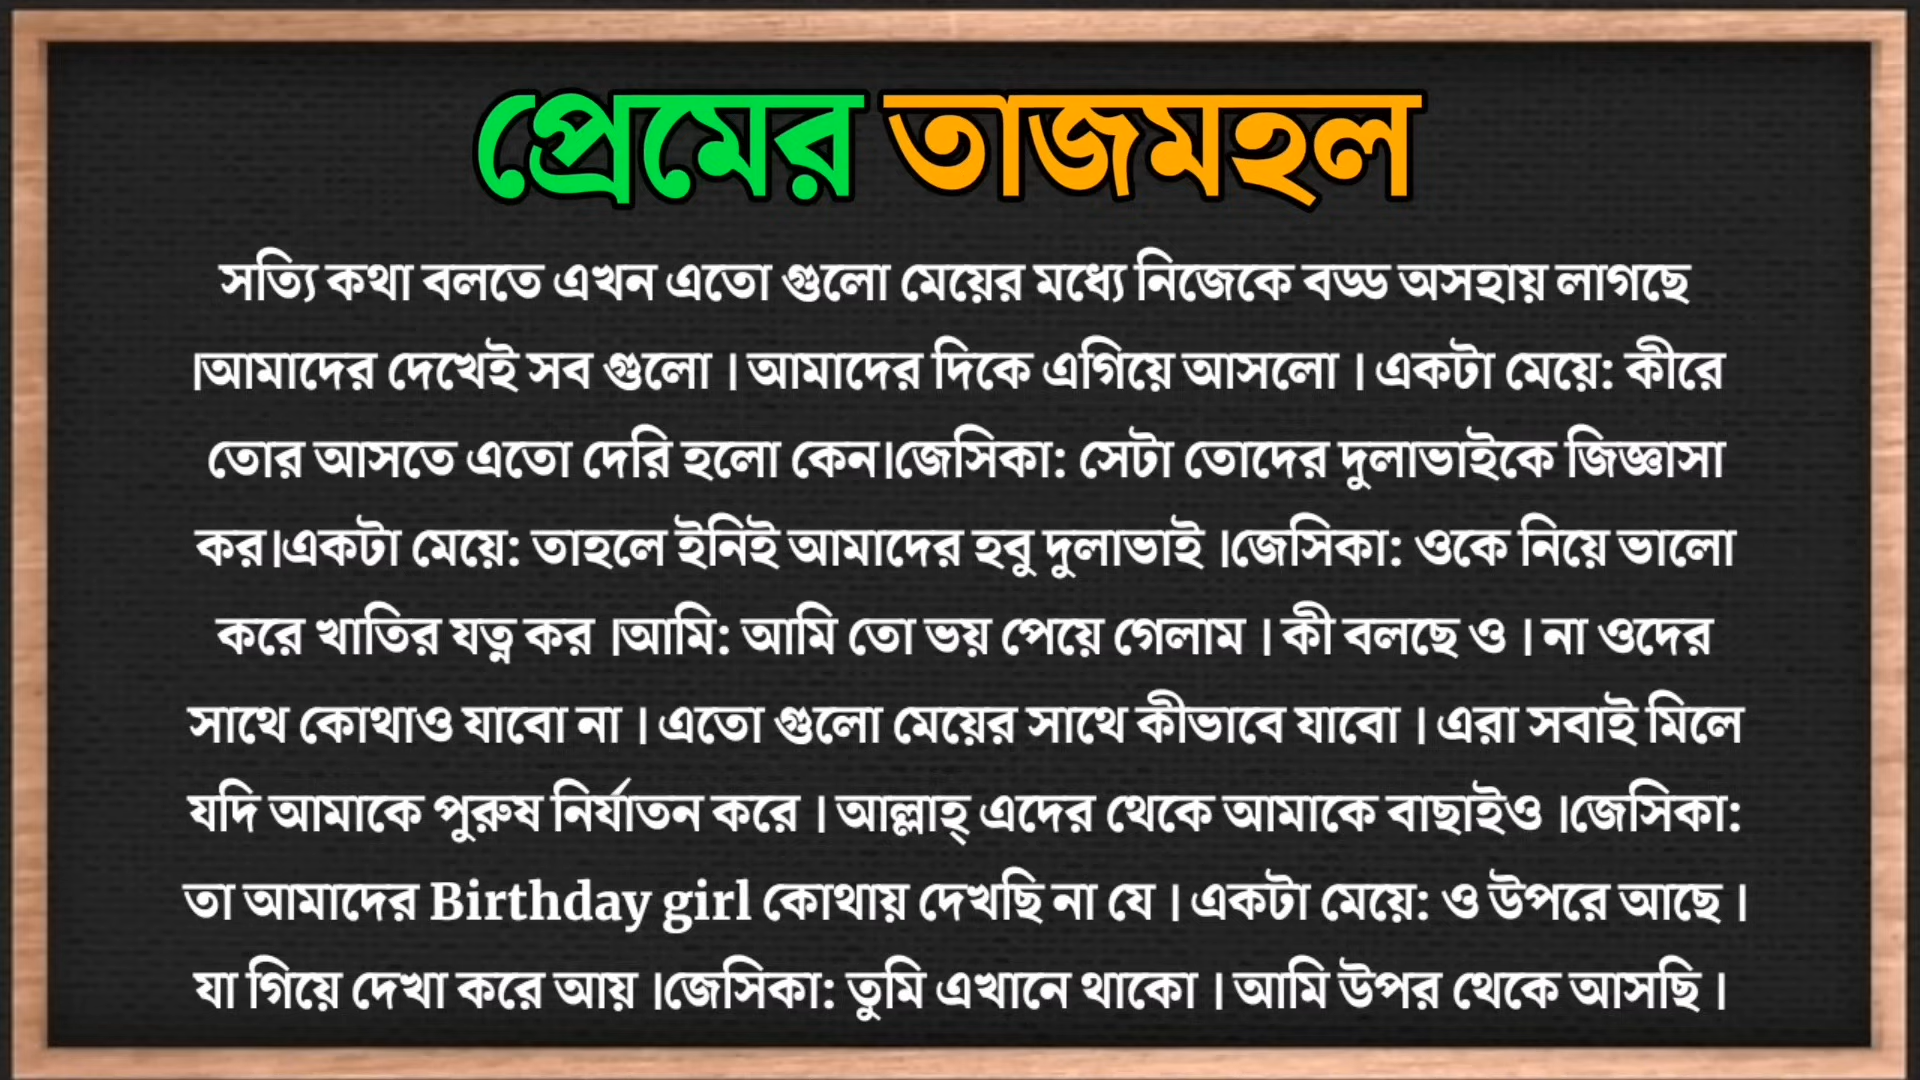 প্রেমের তাজমহল
সত্যি কথা বলতে এখন এতো গুলো মেয়ের মধ্যে নিজেকে বড্ড অসহায় লাগছে
।আমাদের দেখেই সব গুলো । আমাদের দিকে এগিয়ে আসলো । একটা মেয়ে: কীরে
তোর আসতে এতো দেরি হলো কেন।জেসিকা: সেটা তোদের দুলাভাইকে জিজ্ঞাসা
কর।একটা মেয়ে: তাহলে ইনিই আমাদের হবু দুলাভাই ।জেসিকা: ওকে নিয়ে ভালো
করে খাতির যত্ন কর ।আমি: আমি তো ভয় পেয়ে গেলাম । কী বলছে ও । না ওদের
সাথে কোথাও যাবো না । এতো গুলো মেয়ের সাথে কীভাবে যাবো । এরা সবাই মিলে
যদি আমাকে পুরুষ নির্যাতন করে । আল্লাহ্ এদের থেকে আমাকে বাছাইও ।জেসিকা:
তা আমাদের Birthday girl কোথায় দেখছি না যে । একটা মেয়ে: ও উপরে আছে ।
যা গিয়ে দেখা করে আয় ।জেসিকা: তুমি এখানে থাকো । আমি উপর থেকে আসছি ।